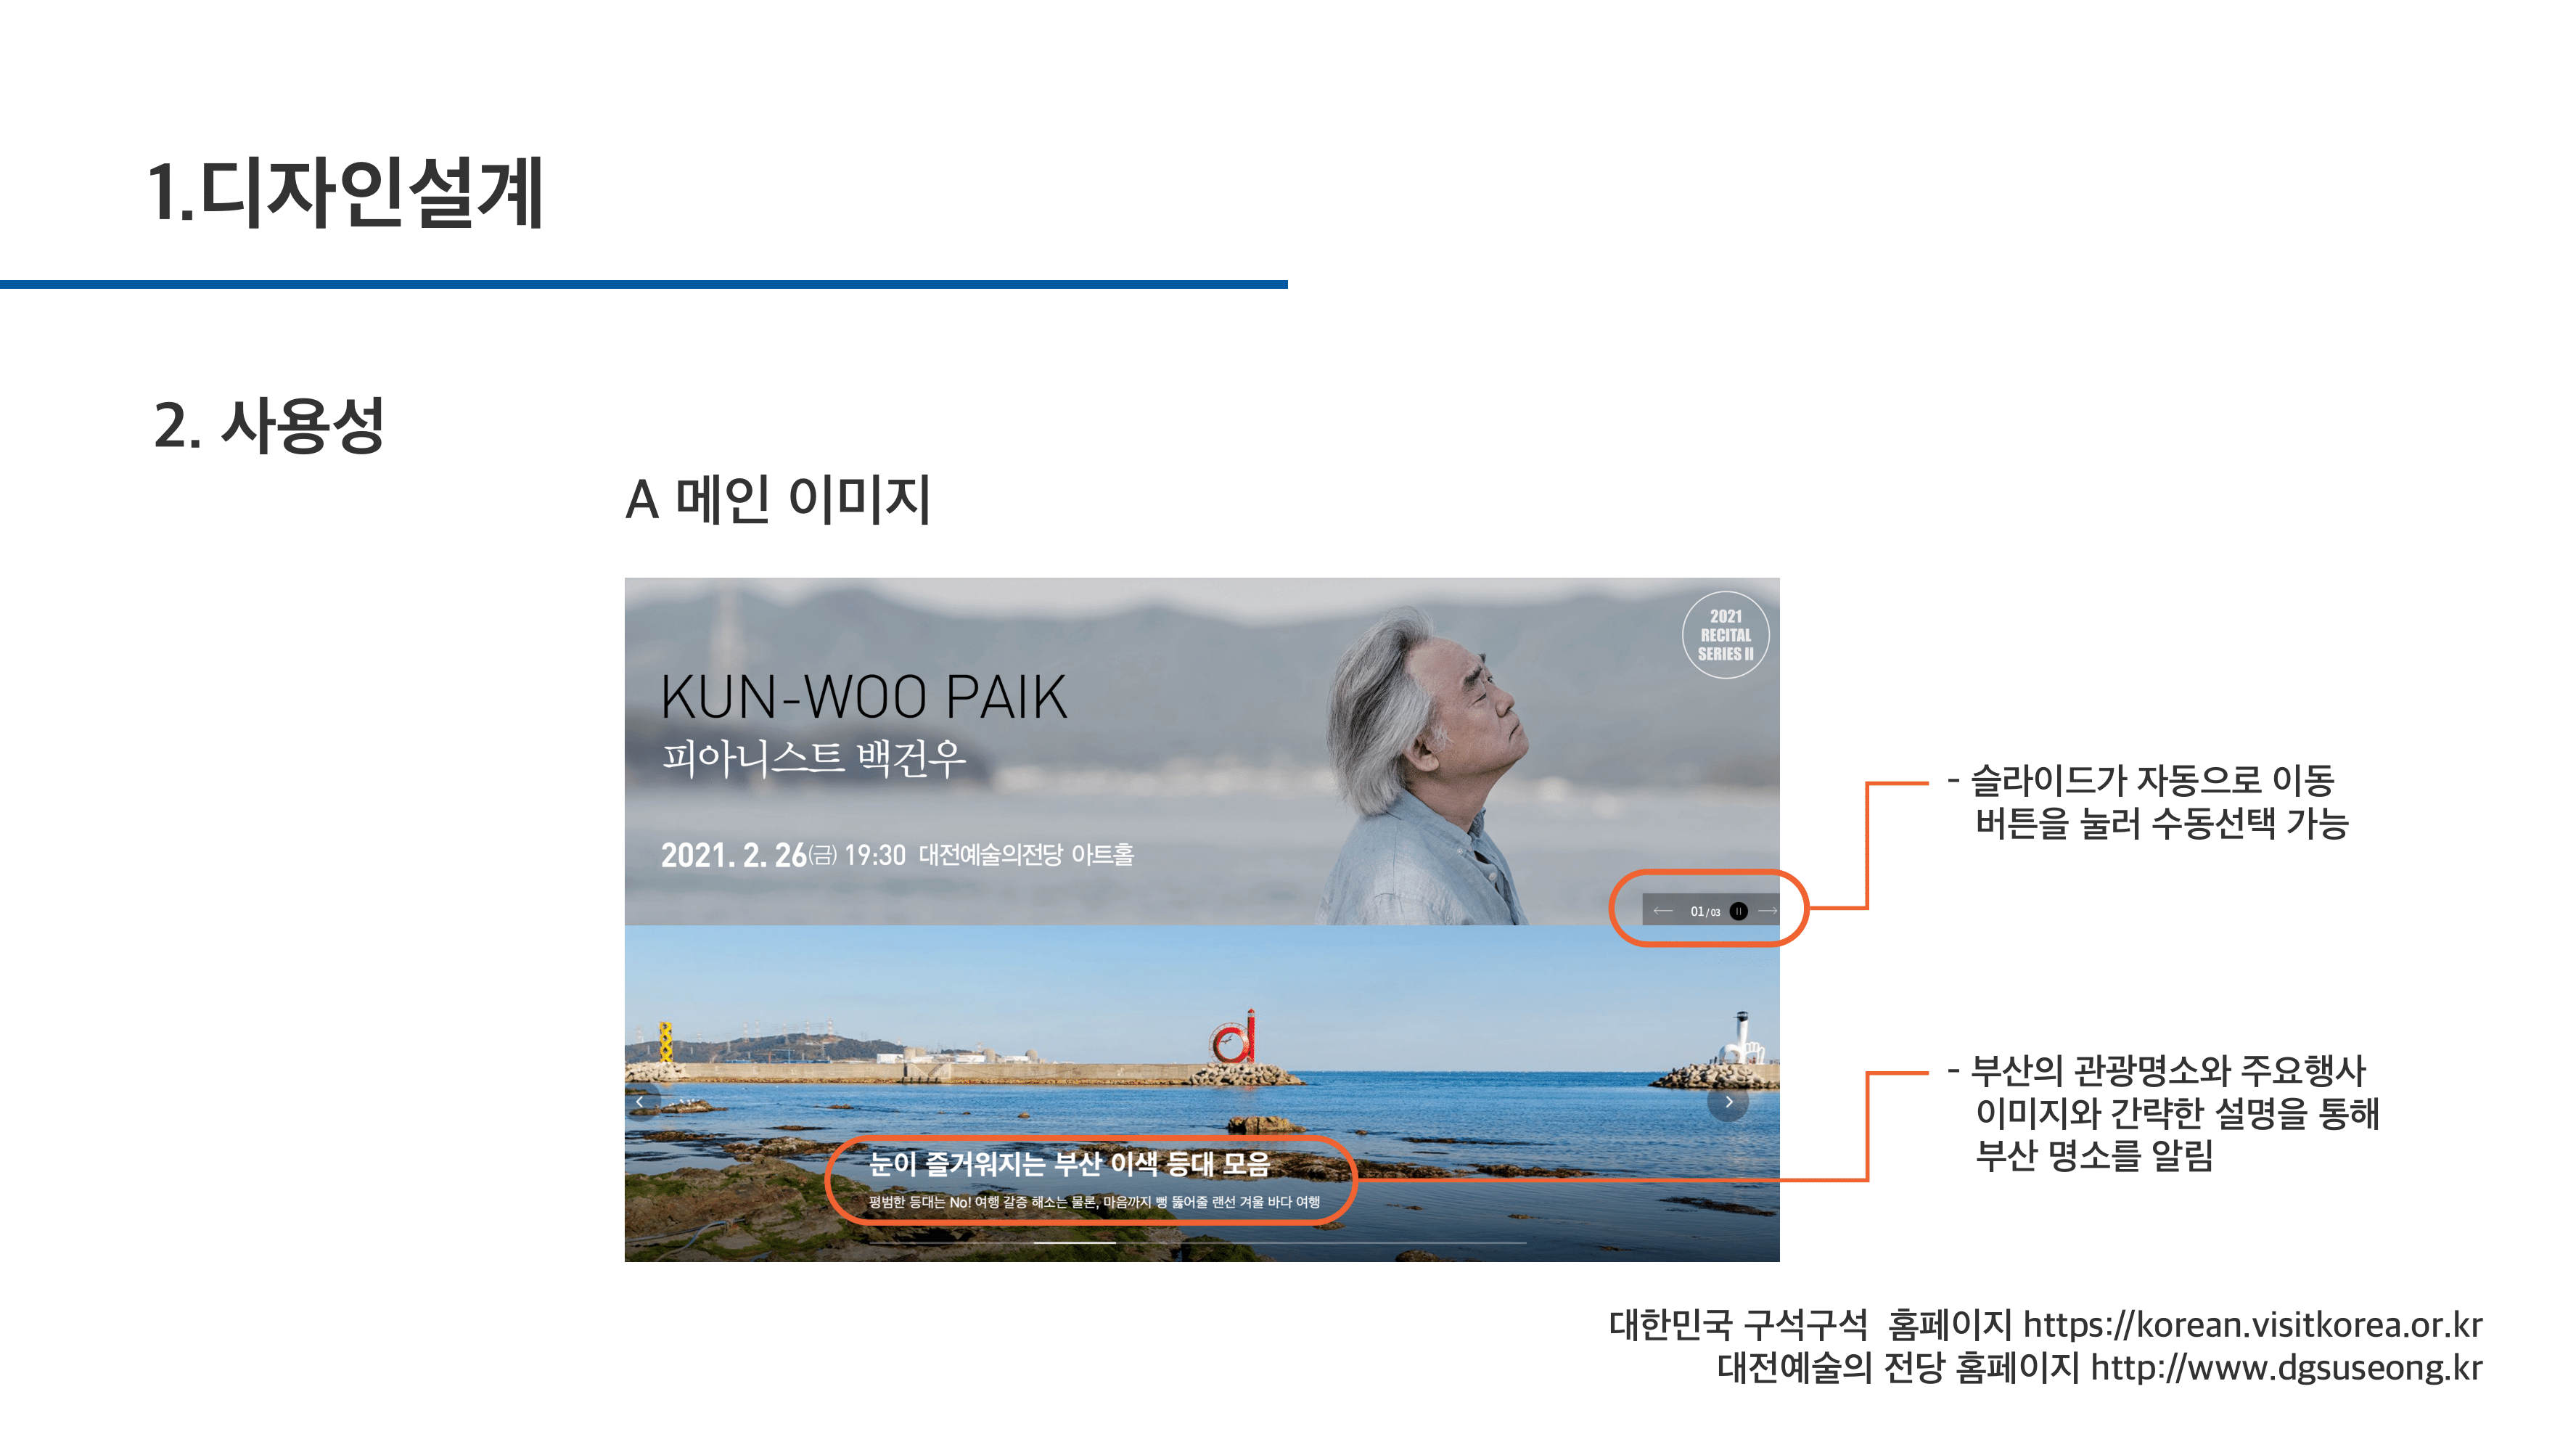 1.디자인설계
2. 사용성
A 메인 이미지
2021
RECITAL
SERIES II
KUN-WOO PAIK
피아니스트 백건우
2021. 2. 26(금) 19:30 대전예술의전당 아트홀
01 / 03
- 슬라이드가 자동으로 이동
버튼을 눌러 수동선택 가능
눈이 즐거워지는 부산 이색 등대 모음
평범한 등대는 No! 여행 갈증 해소는 물론, 마음까지 뻥 뚫어줄 랜선 겨울 바다 여행
- 부산의 관광명소와 주요행사
이미지와 간략한 설명을 통해
부산 명소를 알림
대한민국 구석구석 홈페이지 https://korean.visitkorea.or.kr
대전예술의 전당 홈페이지 http://www.dgsuseong.kr